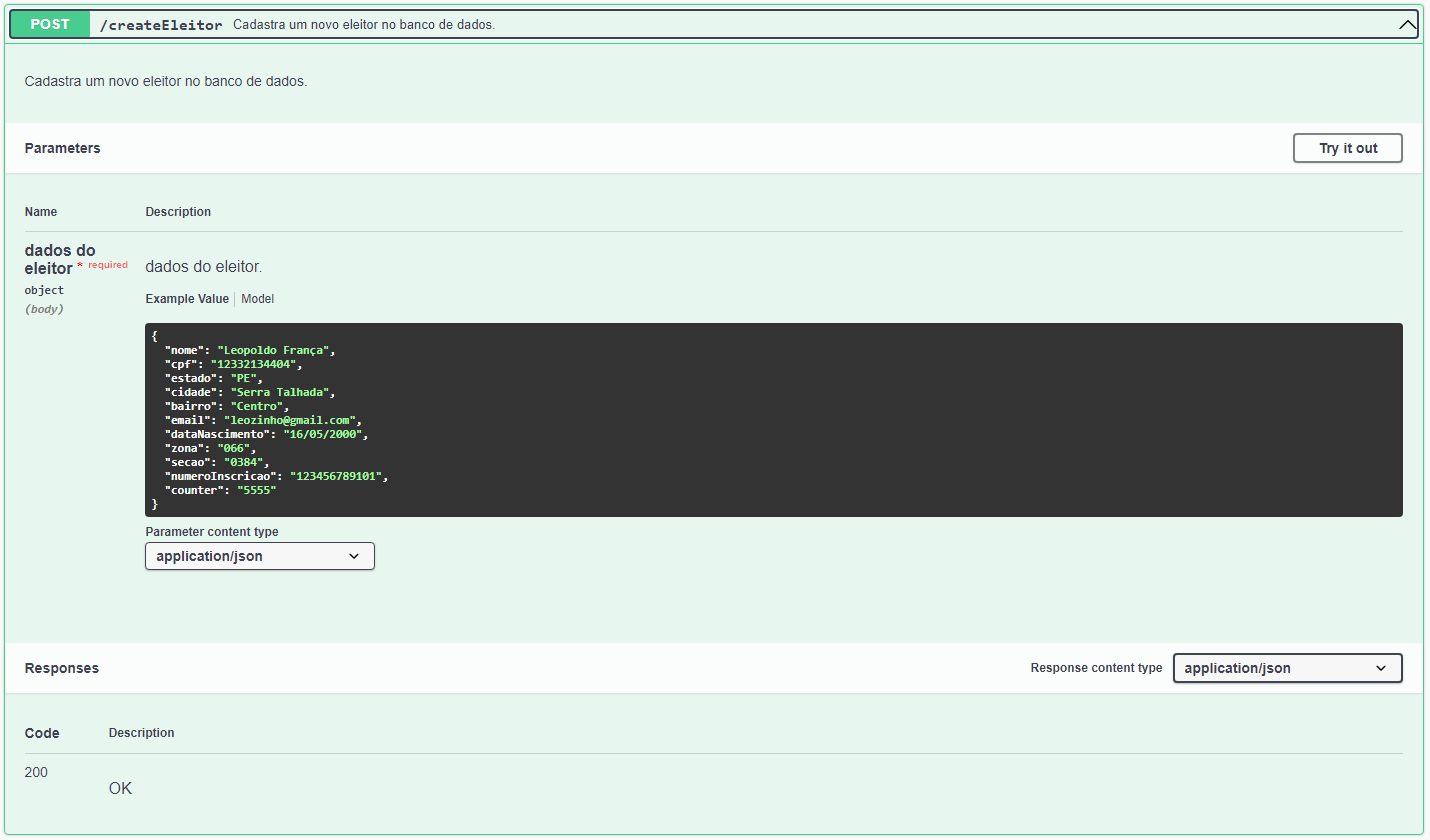 POST /createEleitor Cadastra um novo eleitor no banco de dados.
Cadastra um novo eleitor no banco de dados.
Parameters
Try it out
Name Description
dados do
eleitor * required
object
(body)
dados do eleitor.
Example Value Model
{
"nome": "Leopoldo França",
"cpf": "12332134404",
"estado": "PE",
"cidade": "Serra Talhada",
"bairro": "Centro",
"email": "leozinho@gmail.com",
"dataNascimento": "16/05/2000",
"zona": "066",
"secao": "0384",
"numeroInscricao": "123456789101",
"counter": "5555"
}
Parameter content type
application/json
Responses
Response content type application/json
Code Description
200
OK